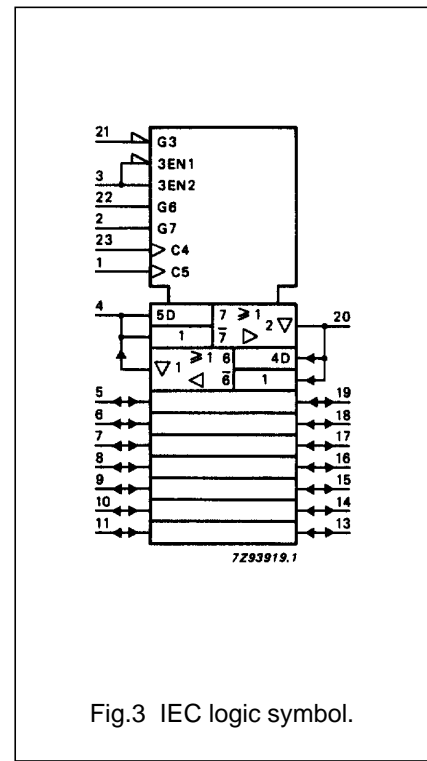 21 G3
3EN1
3 3EN2
22 G6
2 G7
23 C4
1 C5
4 5D 7 ≥1 2 ▽ 20
1 7̅ ▷
▽ 1 ≥1 6 4D
◁ 6̅ 1
5 19
6 18
7 17
8 16
9 15
10 14
11 13
7Z93919.1
Fig.3 IEC logic symbol.